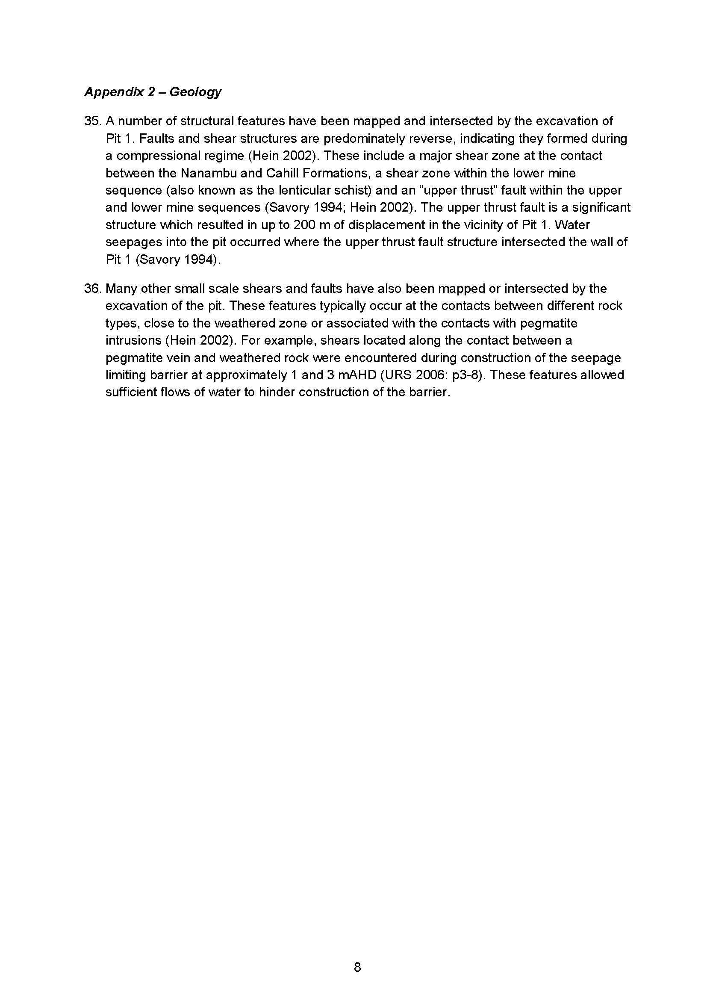 Appendix 2 – Geology
35. A number of structural features have been mapped and intersected by the excavation of
Pit 1. Faults and shear structures are predominately reverse, indicating they formed during
a compressional regime (Hein 2002). These include a major shear zone at the contact
between the Nanambu and Cahill Formations, a shear zone within the lower mine
sequence (also known as the lenticular schist) and an “upper thrust” fault within the upper
and lower mine sequences (Savory 1994; Hein 2002). The upper thrust fault is a significant
structure which resulted in up to 200 m of displacement in the vicinity of Pit 1. Water
seepages into the pit occurred where the upper thrust fault structure intersected the wall of
Pit 1 (Savory 1994).
36. Many other small scale shears and faults have also been mapped or intersected by the
excavation of the pit. These features typically occur at the contacts between different rock
types, close to the weathered zone or associated with the contacts with pegmatite
intrusions (Hein 2002). For example, shears located along the contact between a
pegmatite vein and weathered rock were encountered during construction of the seepage
limiting barrier at approximately 1 and 3 mAHD (URS 2006: p3-8). These features allowed
sufficient flows of water to hinder construction of the barrier.
8